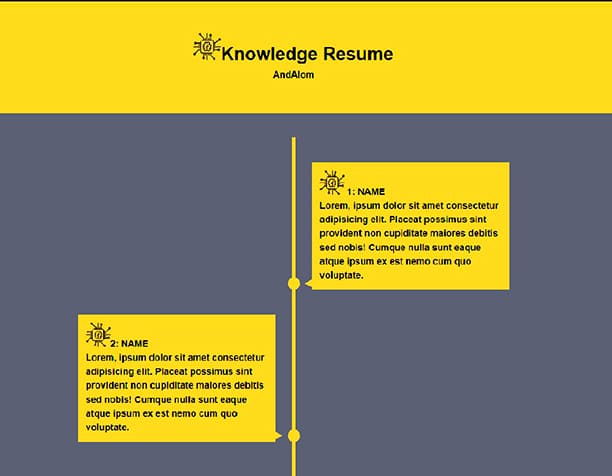 Knowledge Resume
AndAlom
1: NAME
Lorem, ipsum dolor sit amet consectetur
adipisicing elit. Placeat possimus sint
provident non cupiditate maiores debitis
sed nobis! Cumque nulla sunt eaque
atque ipsum ex est nemo cum quo
voluptate.
2: NAME
Lorem, ipsum dolor sit amet consectetur
adipisicing elit. Placeat possimus sint
provident non cupiditate maiores debitis
sed nobis! Cumque nulla sunt eaque
atque ipsum ex est nemo cum quo
voluptate.